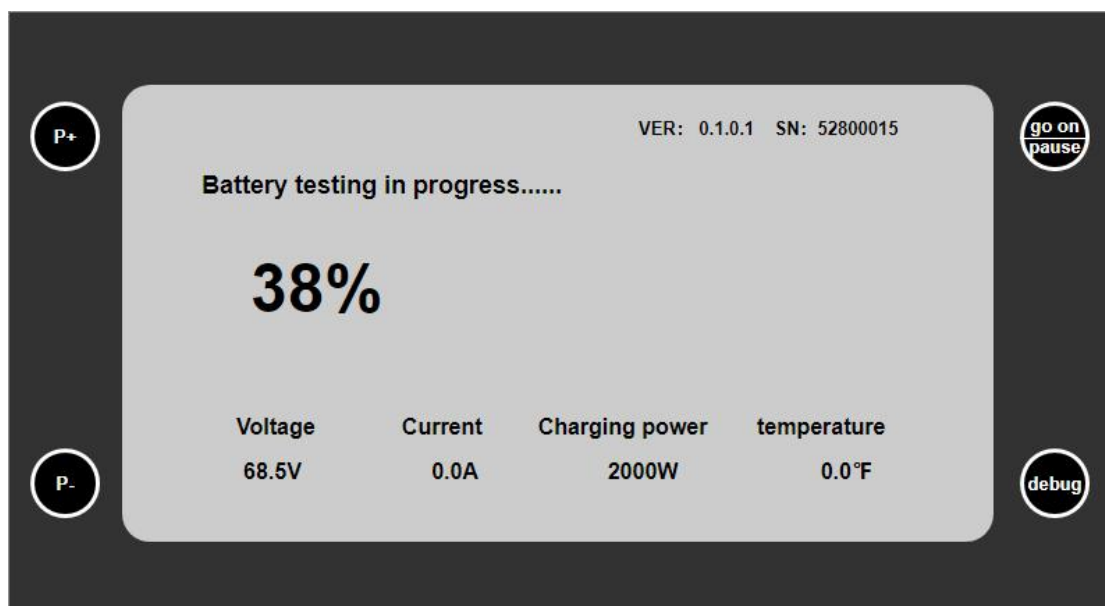 P+
go on
pause
VER: 0.1.0.1 SN: 52800015
Battery testing in progress......
38%
Voltage Current Charging power temperature
68.5V 0.0A 2000W 0.0°F
P-
debug